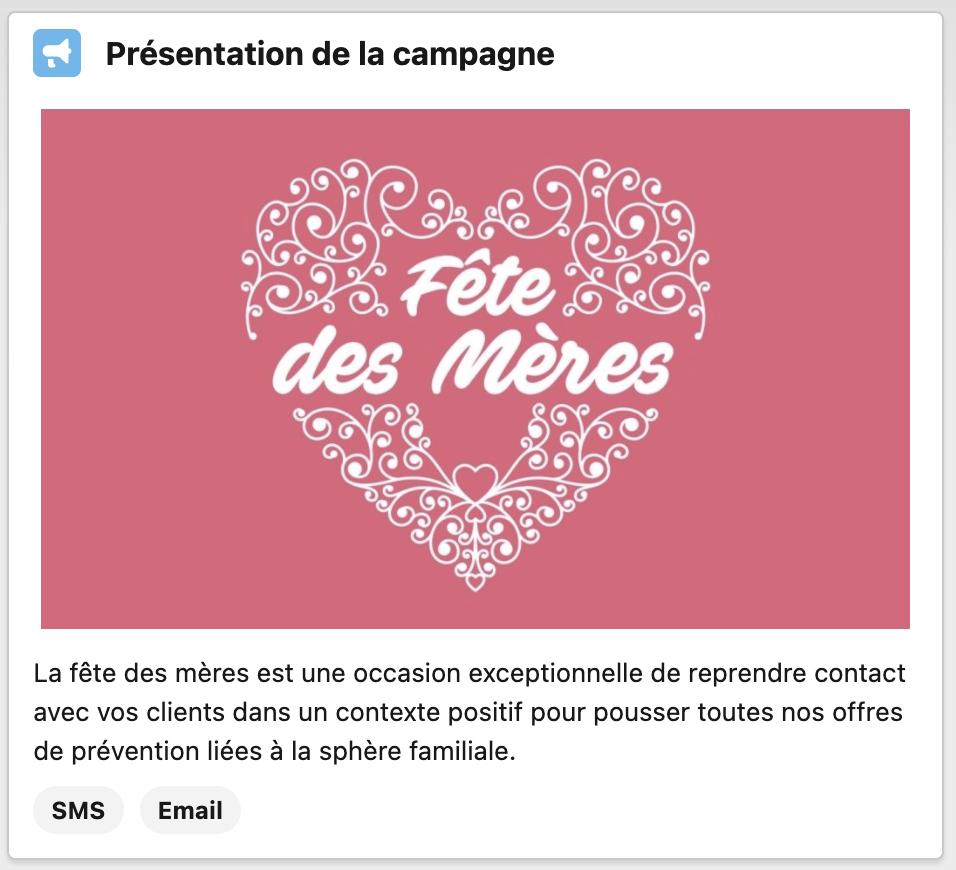 Présentation de la campagne
Fête
des Mères
La fête des mères est une occasion exceptionnelle de reprendre contact
avec vos clients dans un contexte positif pour pousser toutes nos offres
de prévention liées à la sphère familiale.
SMS Email